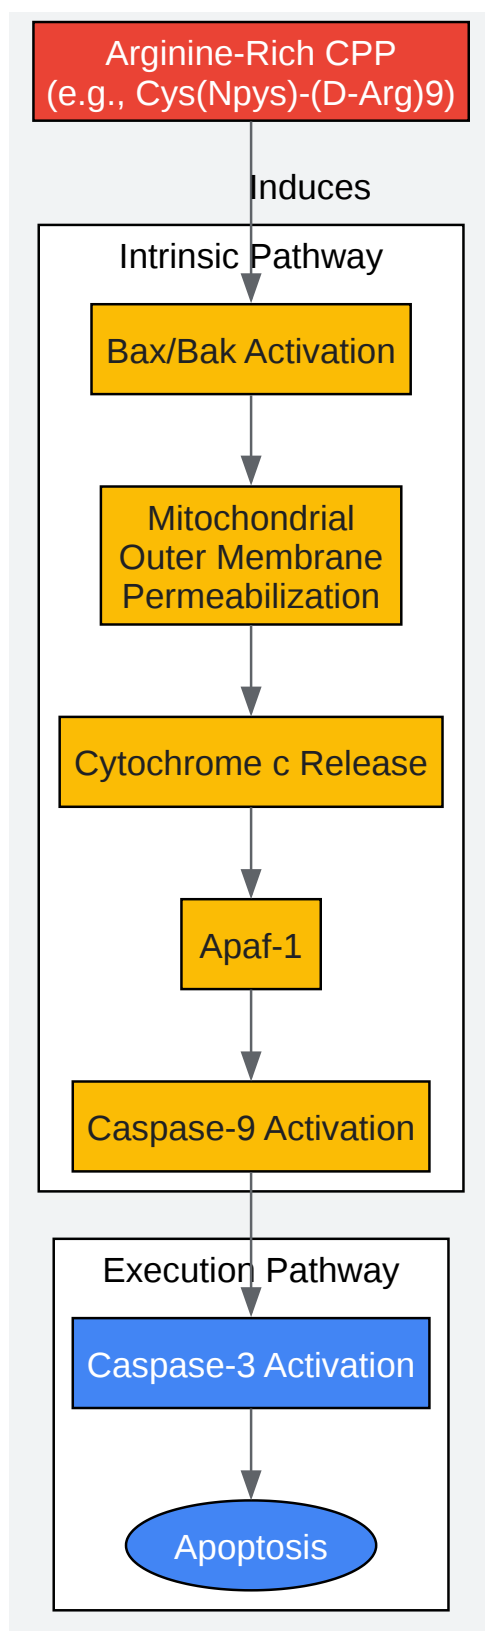 Arginine-Rich CPP
(e.g., Cys(Npys)-(D-Arg)9)
Induces
Intrinsic Pathway
Bax/Bak Activation
Mitochondrial
Outer Membrane
Permeabilization
Cytochrome c Release
Apaf-1
Caspase-9 Activation
Execution Pathway
Caspase-3 Activation
Apoptosis